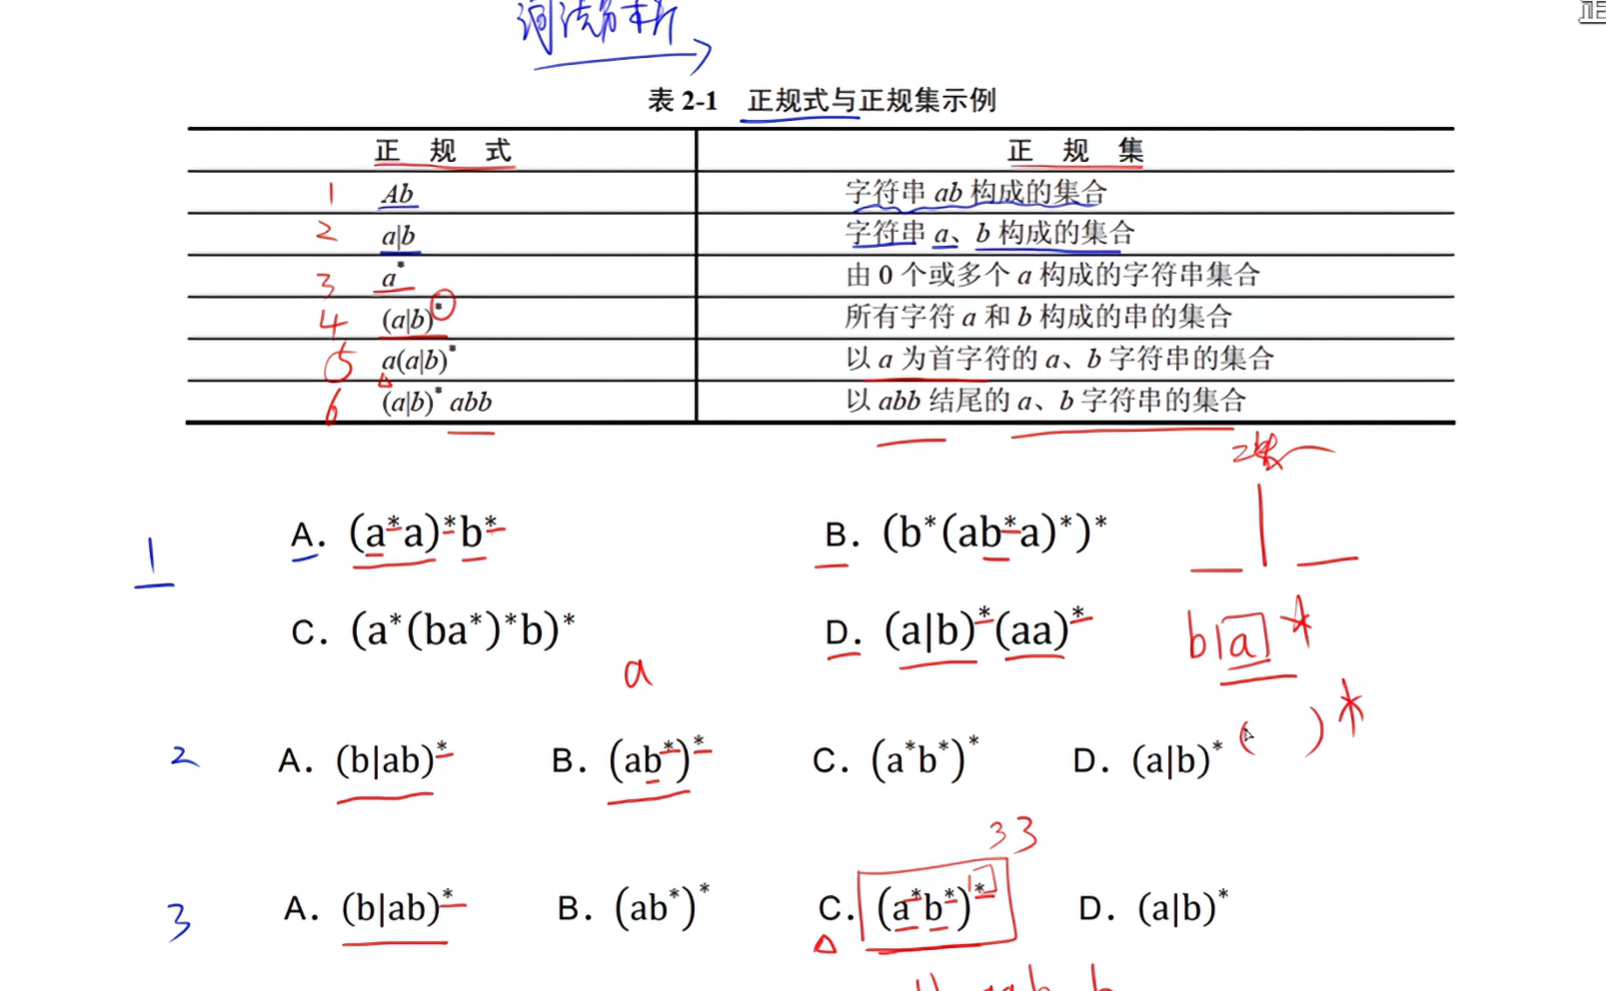 词法分析
正
表 2-1 正规式与正规集示例
正 规 式 正 规 集
1 Ab 字符串 ab 构成的集合
2 a|b 字符串 a、b 构成的集合
3 a* 由 0 个或多个 a 构成的字符串集合
4 (a|b)* 所有字符 a 和 b 构成的串的集合
5 a(a|b)* 以 a 为首字符的 a、b 字符串的集合
6 (a|b)* abb 以 abb 结尾的 a、b 字符串的集合
1 A. (a*a)*b* B. (b*(ab*a)*)*
C. (a*(ba*)*b)* D. (a|b)*(aa)*
b|a *
a
( )*
2 A. (b|ab)* B. (ab*)* C. (a*b*)* D. (a|b)*
33
3 A. (b|ab)* B. (ab*)* C. (a*b*)* D. (a|b)*